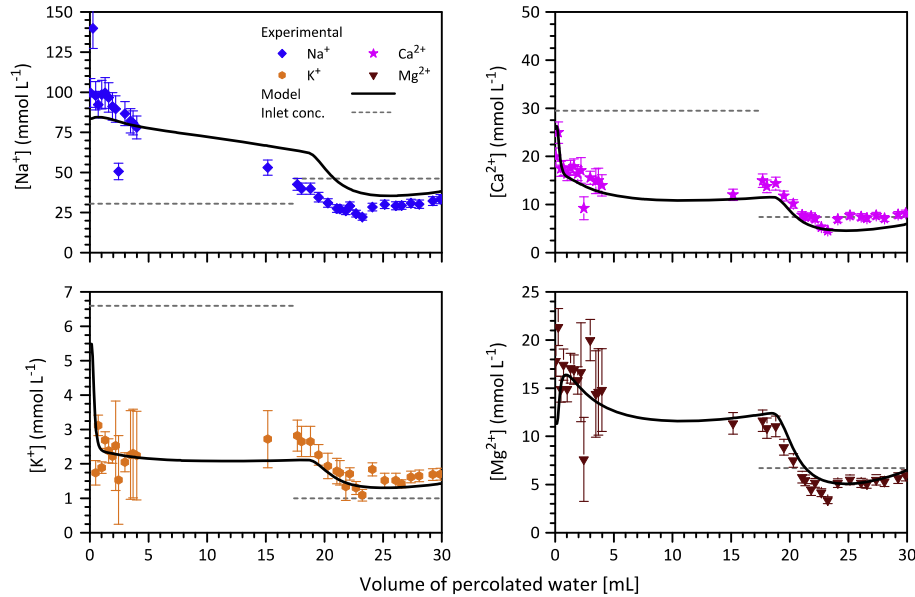 150
125
100
75
50
25
0
[Na⁺] (mmol L⁻¹)
Experimental
Na⁺
Ca²⁺
K⁺
Mg²⁺
Model
Inlet conc.
50
40
30
20
10
0
[Ca²⁺] (mmol L⁻¹)
7
6
5
4
3
2
1
0
[K⁺] (mmol L⁻¹)
0 5 10 15 20 25 30
25
20
15
10
5
0
[Mg²⁺] (mmol L⁻¹)
0 5 10 15 20 25 30
Volume of percolated water [mL]